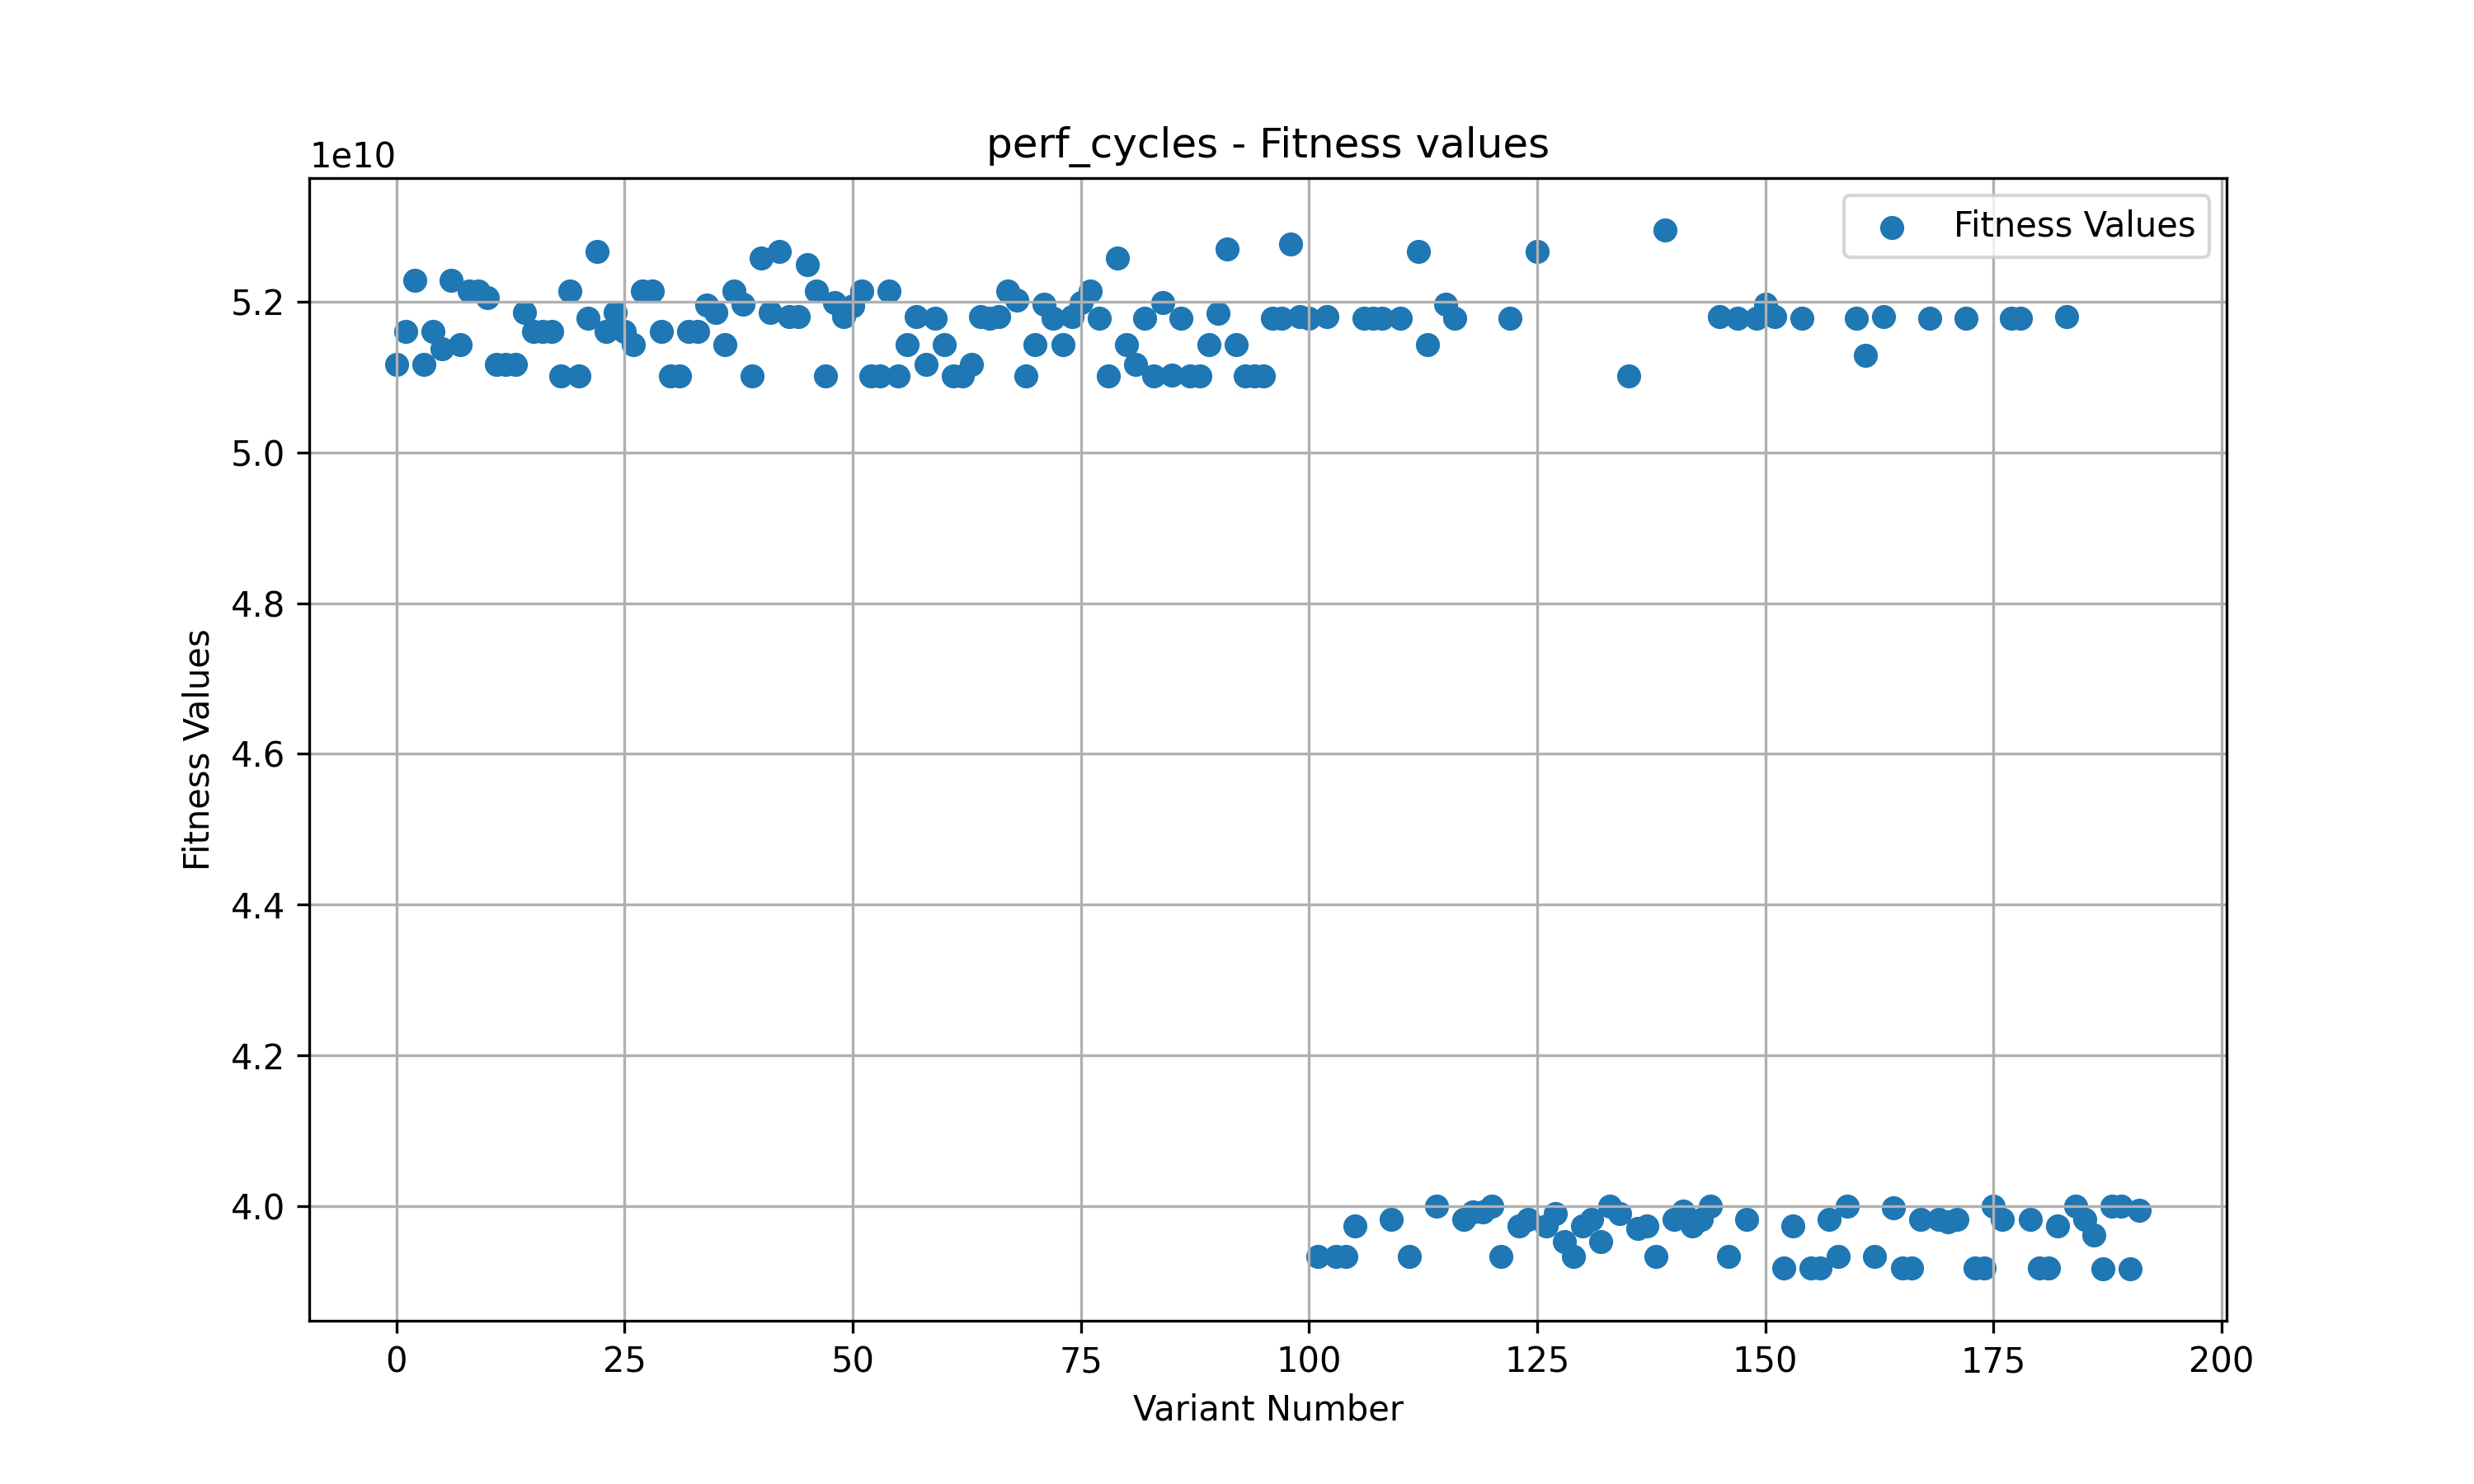 perf_cycles - Fitness values
1e10
Fitness Values
5.2
5.0
4.8
4.6
4.4
4.2
4.0
Fitness Values
0 25 50 75 100 125 150 175 200
Variant Number